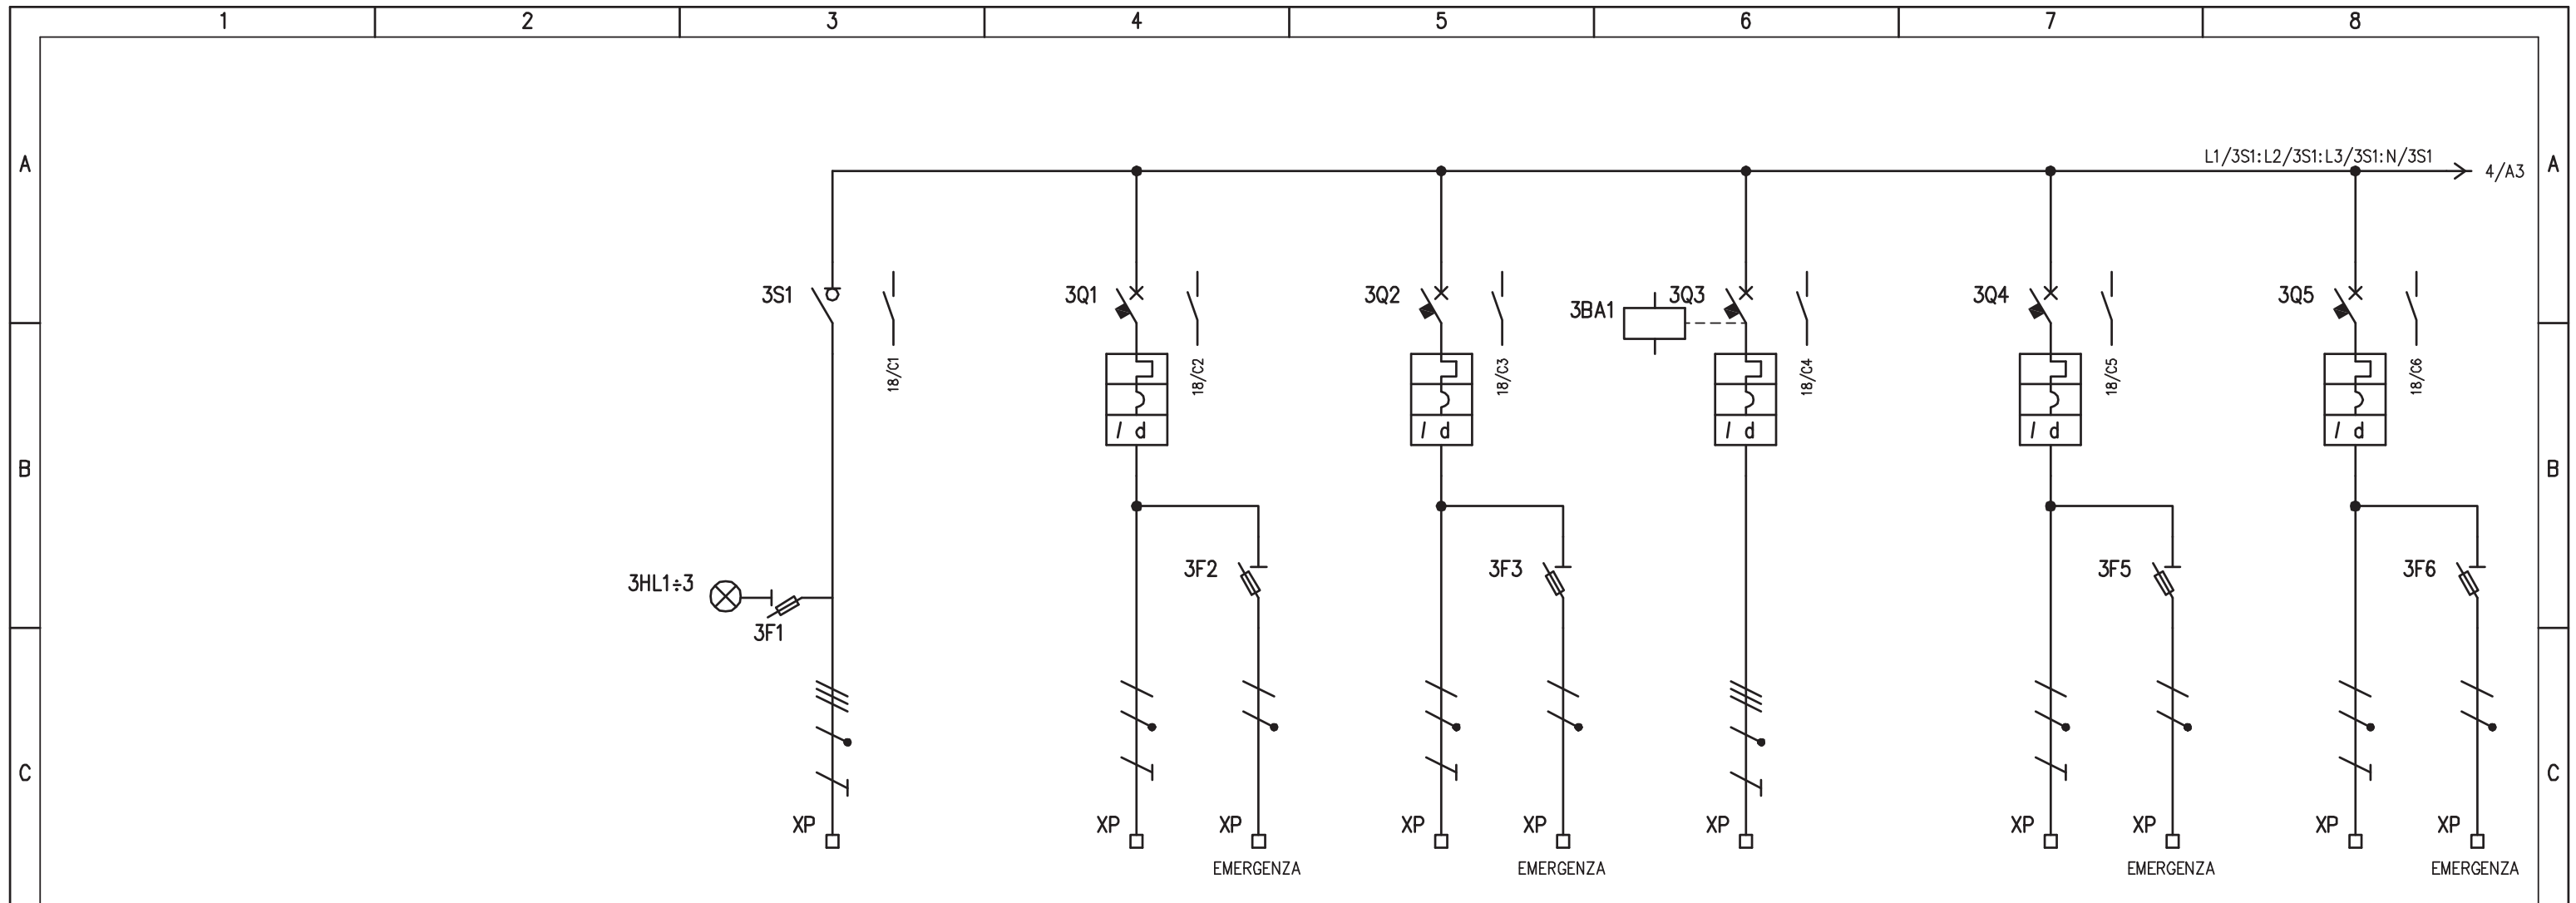 1 2 3 4 5 6 7 8
L1/3S1:L2/3S1:L3/3S1:N/3S1
A 4/A3 A
3S1 3Q1 3Q2 3BA1 3Q3 3Q4 3Q5
18/C1 18/C2 18/C3 18/C4 18/C5 18/C6
I d I d I d I d I d
B B
3HL1÷3 3F1 3F2 3F3 3F5 3F6
C C
XP XP XP XP XP XP XP XP XP XP
EMERGENZA EMERGENZA EMERGENZA EMERGENZA